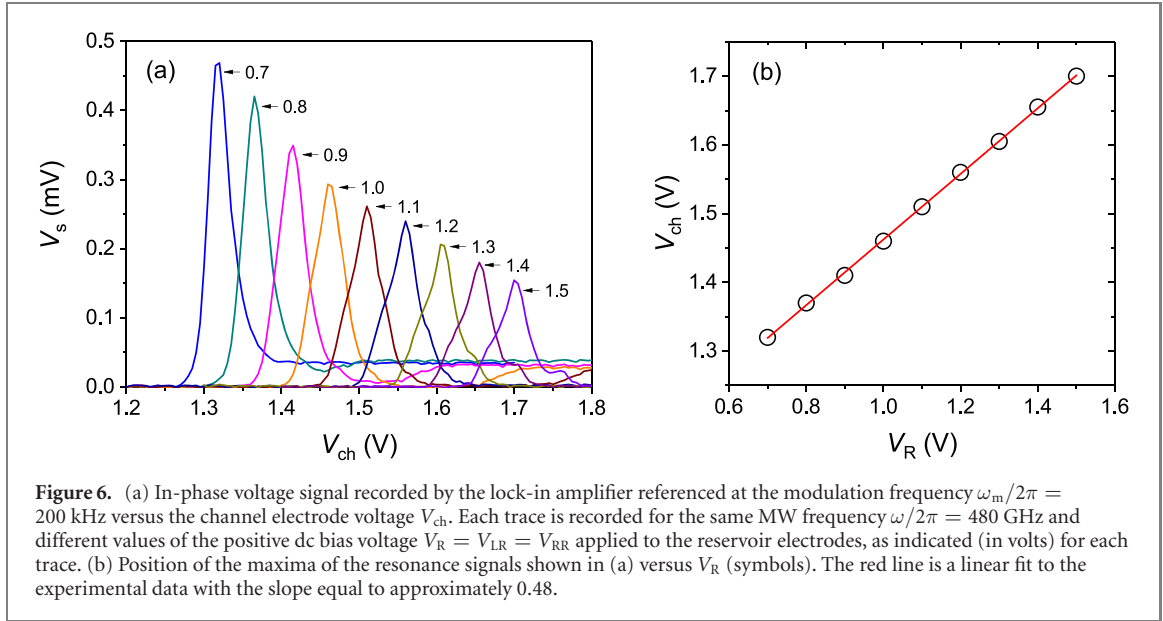 (a)
0.5
0.4
0.3
0.2
0.1
0.0
V_s (mV)
0.7
0.8
0.9
1.0
1.1
1.2
1.3
1.4
1.5
1.2 1.3 1.4 1.5 1.6 1.7 1.8
V_ch (V)
(b)
1.7
1.6
1.5
1.4
1.3
V_ch (V)
0.6 0.8 1.0 1.2 1.4 1.6
V_R (V)
Figure 6. (a) In-phase voltage signal recorded by the lock-in amplifier referenced at the modulation frequency ω_m/2π =
200 kHz versus the channel electrode voltage V_ch. Each trace is recorded for the same MW frequency ω/2π = 480 GHz and
different values of the positive dc bias voltage V_R = V_LR = V_RR applied to the reservoir electrodes, as indicated (in volts) for each
trace. (b) Position of the maxima of the resonance signals shown in (a) versus V_R (symbols). The red line is a linear fit to the
experimental data with the slope equal to approximately 0.48.